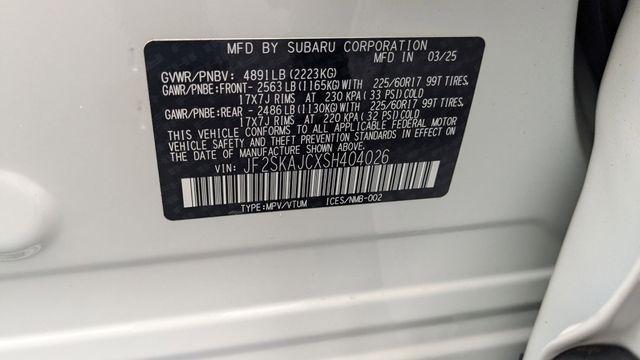 MFD BY SUBARU CORPORATION
MFD. IN 03/25
GVWR/PNBV: 4891LB(2223KG)
GAWR/PNBE:FRONT- 2563LB(1165KG)WITH 225/60R17 99T TIRES,
17X7J RIMS AT 230 KPA(33 PSI)COLD
GAWR/PNBE:REAR - 2486LB(1130KG)WITH 225/60R17 99T TIRES,
17X7J RIMS AT 220 KPA(32 PSI)COLD
THIS VEHICLE CONFORMS TO ALL APPLICABLE FEDERAL MOTOR
VEHICLE SAFETY AND THEFT PREVENTION STANDARDS IN EFFECT ON
THE DATE OF MANUFACTURE SHOWN ABOVE.
VIN: JF2SKAJCXSH404026
TYPE:MPV/VTUM ICES/NMB-002